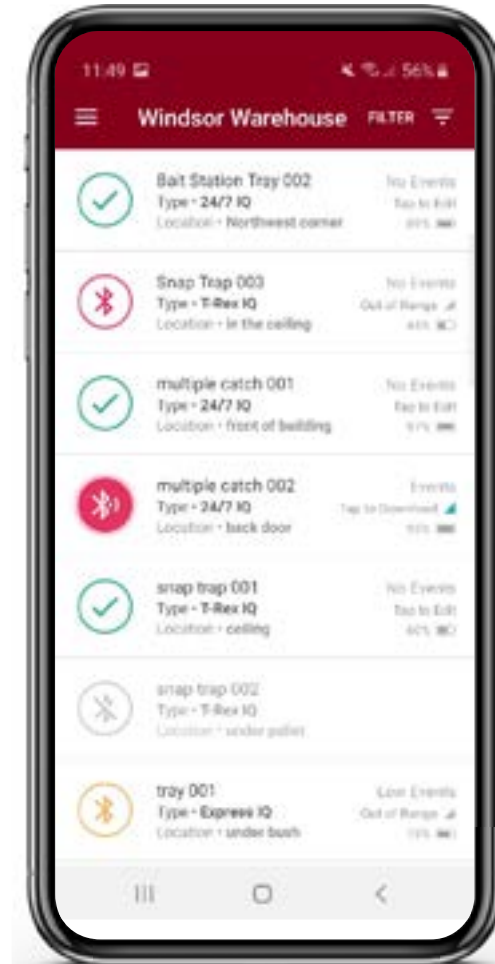 11:49
56%
Windsor Warehouse FILTER
Bait Station Tray 002 No Events
Type • 24/7 IQ Tap to Edit
Location • Northwest corner
Snap Trap 003 No Events
Type • T-Rex IQ Out of Range
Location • in the ceiling
multiple catch 001 No Events
Type • 24/7 IQ Tap to Edit
Location • front of building
multiple catch 002 Events
Type • 24/7 IQ Tap to Download
Location • back door
snap trap 001 No Events
Type • T-Rex IQ Tap to Edit
Location • ceiling
snap trap 002
Type • T-Rex IQ
Location • under pallet
tray 001 Low Events
Type • Express IQ Out of Range
Location • under bush